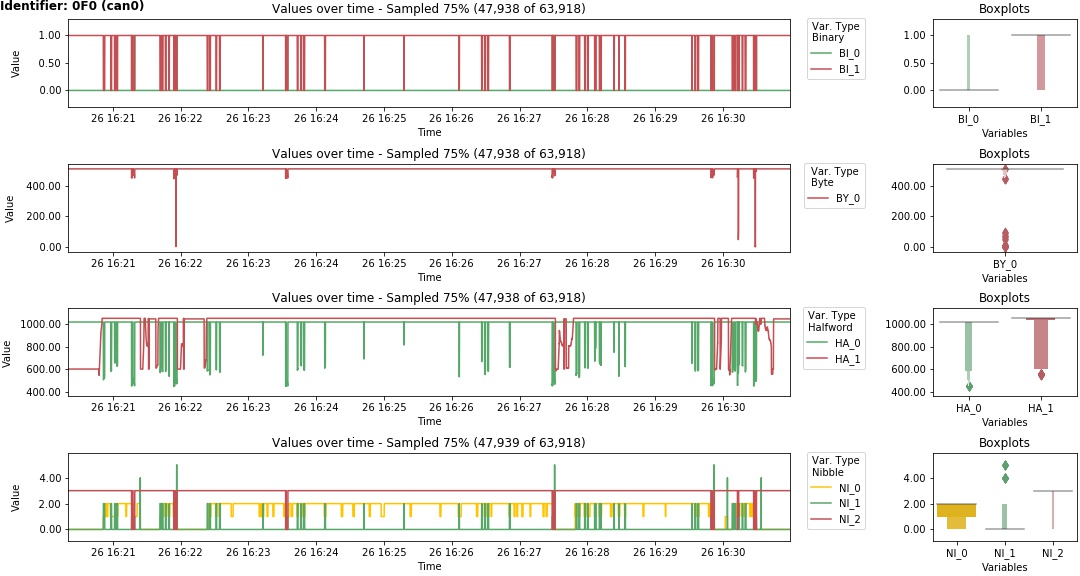 Identifier: 0F0 (can0)
Values over time - Sampled 75% (47,938 of 63,918)
Boxplots
Value
1.00
0.50
0.00
26 16:21 26 16:22 26 16:23 26 16:24 26 16:25 26 16:26 26 16:27 26 16:28 26 16:29 26 16:30
Time
Var. Type
Binary
BI_0
BI_1
1.00
0.50
0.00
BI_0 BI_1
Variables
Values over time - Sampled 75% (47,938 of 63,918)
Boxplots
Value
400.00
200.00
0.00
26 16:21 26 16:22 26 16:23 26 16:24 26 16:25 26 16:26 26 16:27 26 16:28 26 16:29 26 16:30
Time
Var. Type
Byte
BY_0
400.00
200.00
0.00
BY_0
Variables
Values over time - Sampled 75% (47,938 of 63,918)
Boxplots
Value
1000.00
800.00
600.00
400.00
26 16:21 26 16:22 26 16:23 26 16:24 26 16:25 26 16:26 26 16:27 26 16:28 26 16:29 26 16:30
Time
Var. Type
Halfword
HA_0
HA_1
1000.00
800.00
600.00
400.00
HA_0 HA_1
Variables
Values over time - Sampled 75% (47,939 of 63,918)
Boxplots
Value
4.00
2.00
0.00
26 16:21 26 16:22 26 16:23 26 16:24 26 16:25 26 16:26 26 16:27 26 16:28 26 16:29 26 16:30
Time
Var. Type
Nibble
NI_0
NI_1
NI_2
4.00
2.00
0.00
NI_0 NI_1 NI_2
Variables